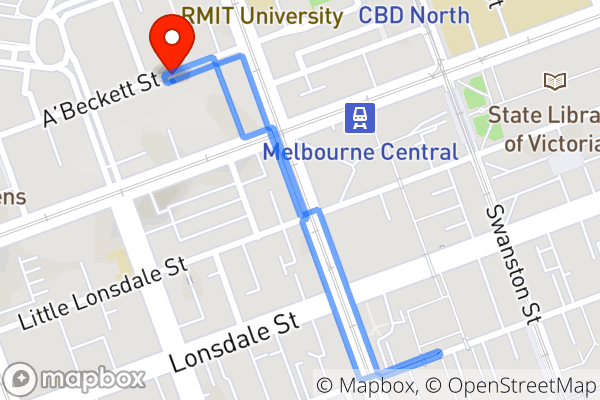 RMIT University
CBD North
A'Beckett St
State Librar
of Victoria
Melbourne Central
ens
Swanston St
Little Lonsdale St
Lonsdale St
mapbox
© Mapbox, © OpenStreetMap